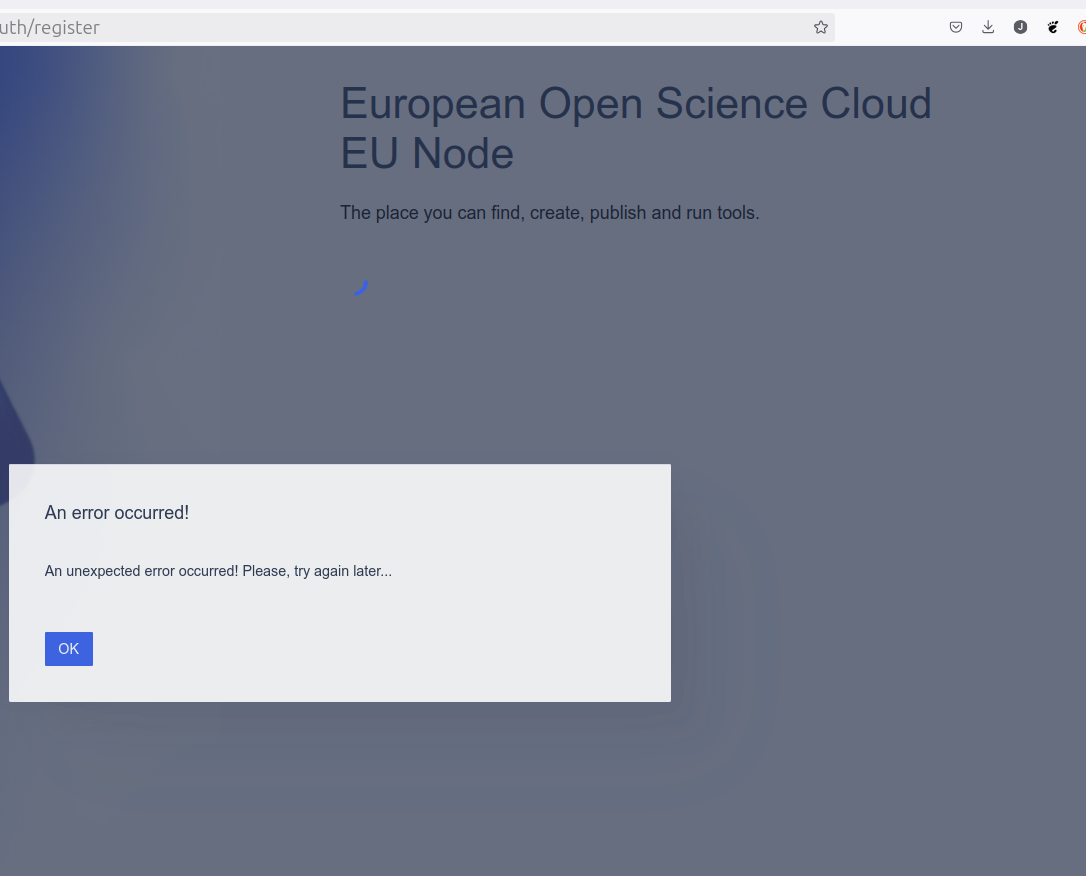 uth/register
European Open Science Cloud
EU Node
The place you can find, create, publish and run tools.
An error occurred!
An unexpected error occurred! Please, try again later...
OK